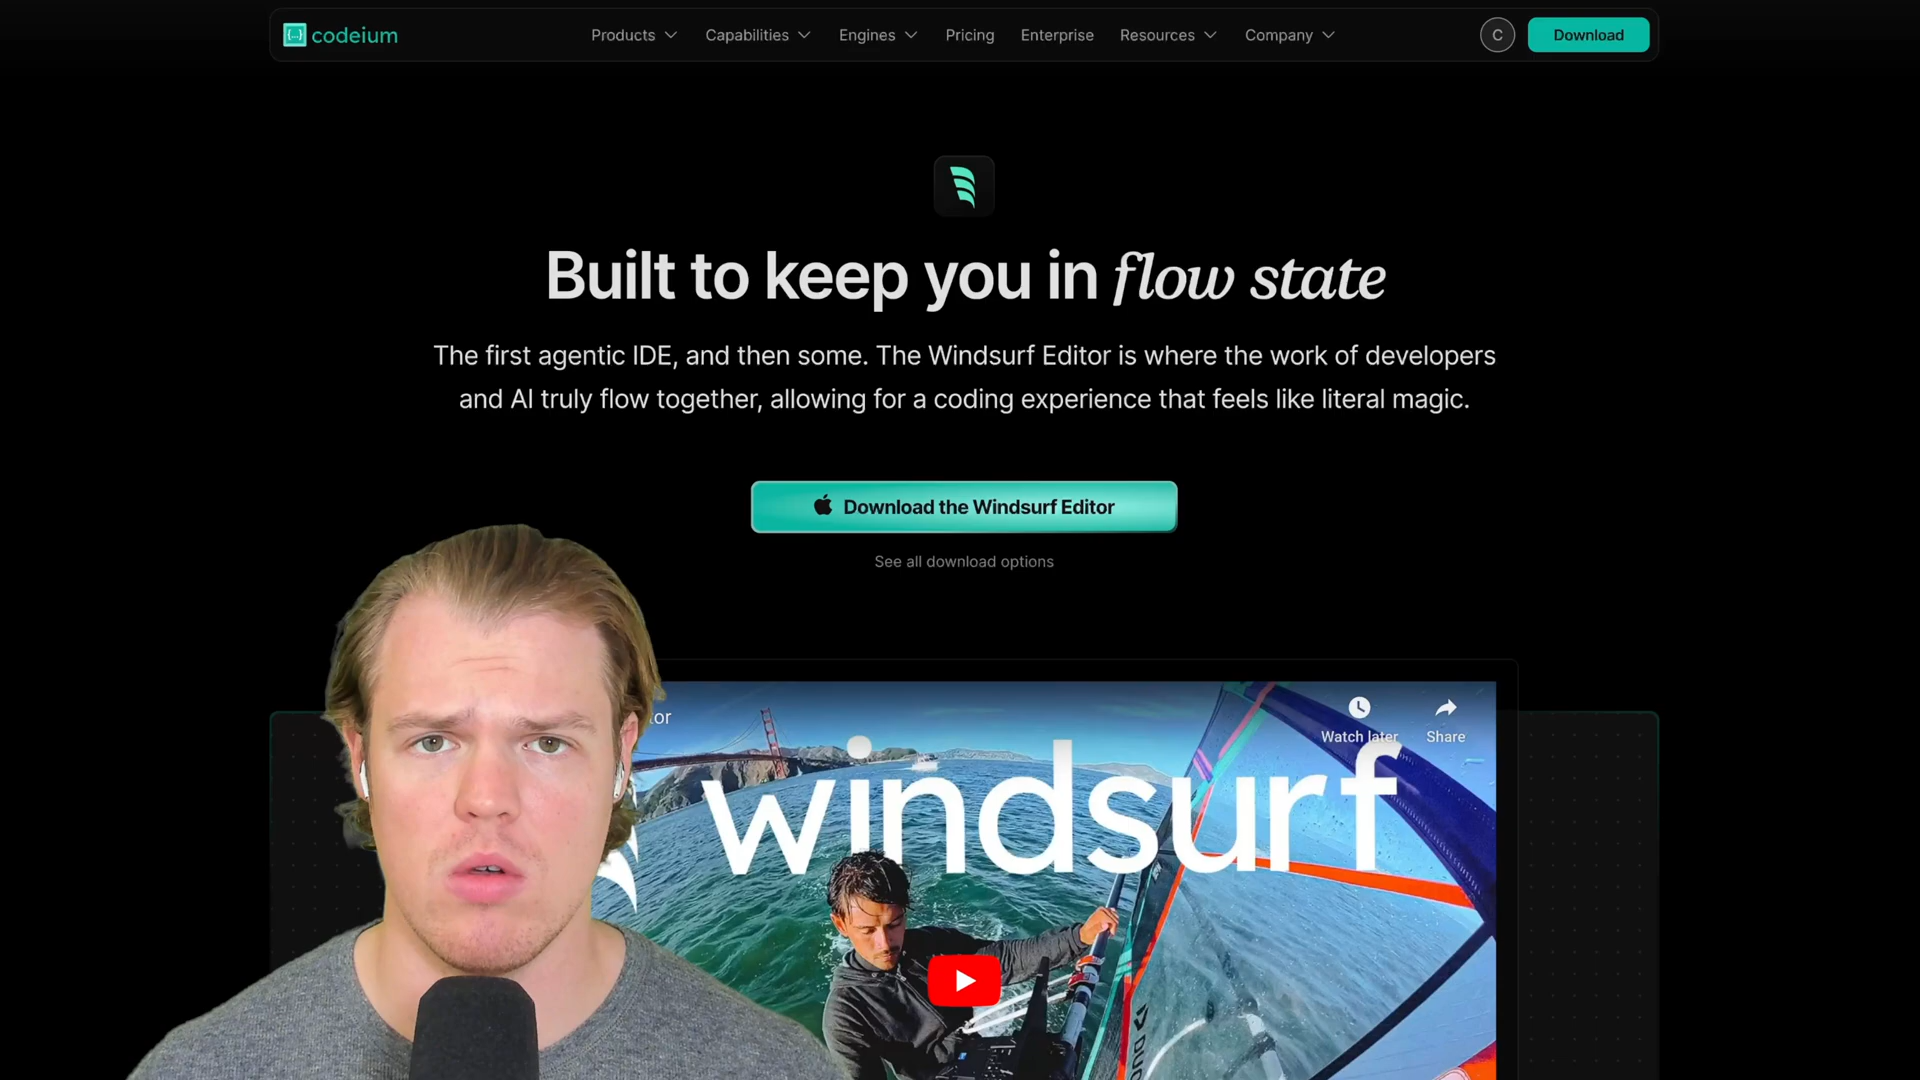 {...} codeium
Products
Capabilities
Engines
Pricing
Enterprise
Resources
Company
C
Download
Built to keep you in flow state
The first agentic IDE, and then some. The Windsurf Editor is where the work of developers
and AI truly flow together, allowing for a coding experience that feels like literal magic.
Download the Windsurf Editor
See all download options
tor
Watch later
Share
windsurf